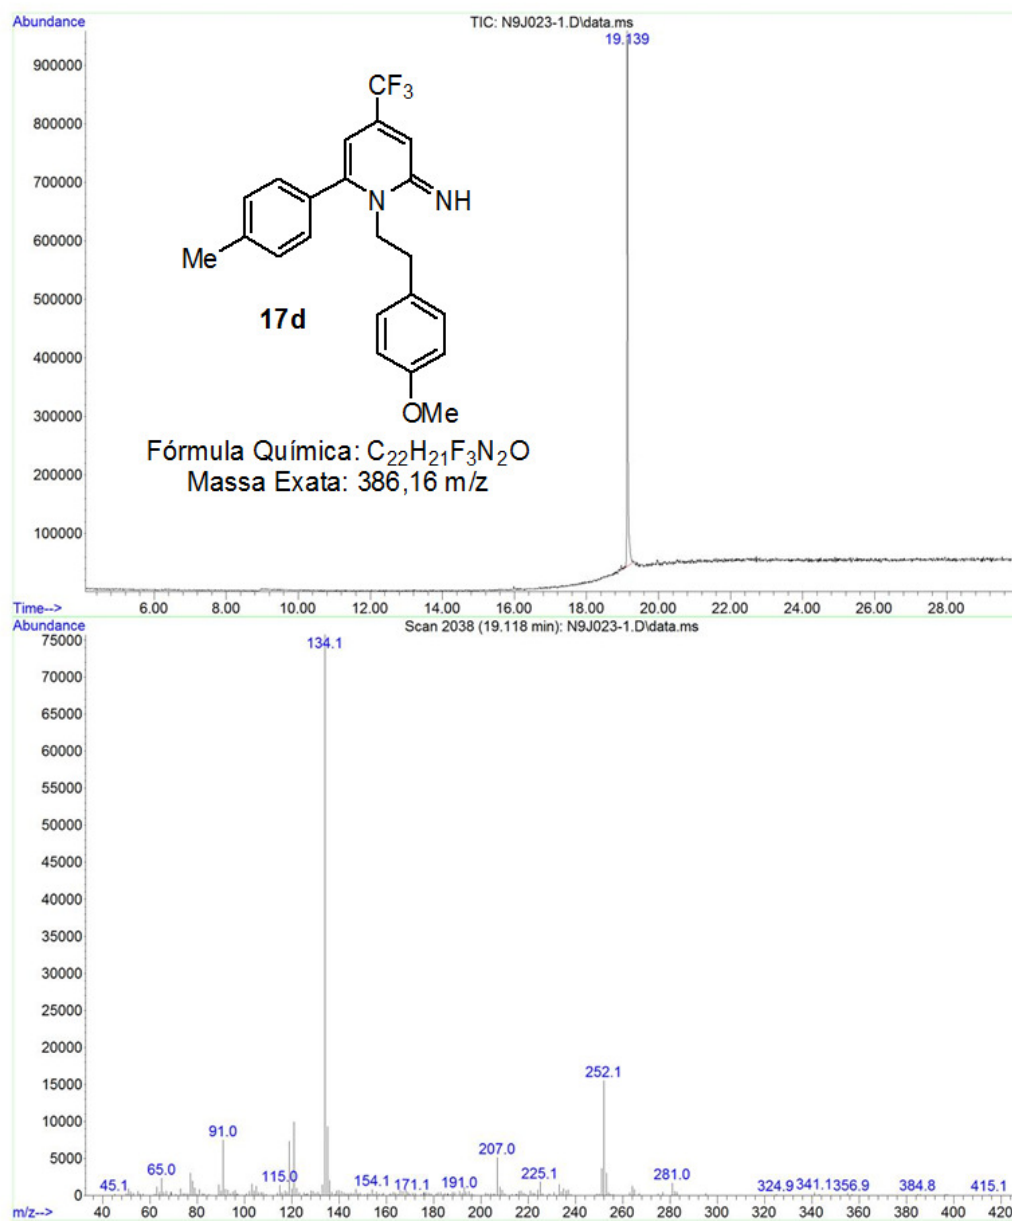 Abundance
TIC: N9J023-1.D\data.ms
19.139
900000
800000
700000
600000
500000
400000
300000
200000
100000
CF3
N
NH
Me
17d
OMe
Fórmula Química: C22H21F3N2O
Massa Exata: 386,16 m/z
Time-->
6.00 8.00 10.00 12.00 14.00 16.00 18.00 20.00 22.00 24.00 26.00 28.00
Abundance
Scan 2038 (19.118 min): N9J023-1.D\data.ms
75000
70000
65000
60000
55000
50000
45000
40000
35000
30000
25000
20000
15000
10000
5000
0
134.1
252.1
91.0
207.0
65.0
115.0
225.1
281.0
45.1
154.1
171.1
191.0
324.9
341.1
356.9
384.8
415.1
m/z-->
40 60 80 100 120 140 160 180 200 220 240 260 280 300 320 340 360 380 400 420